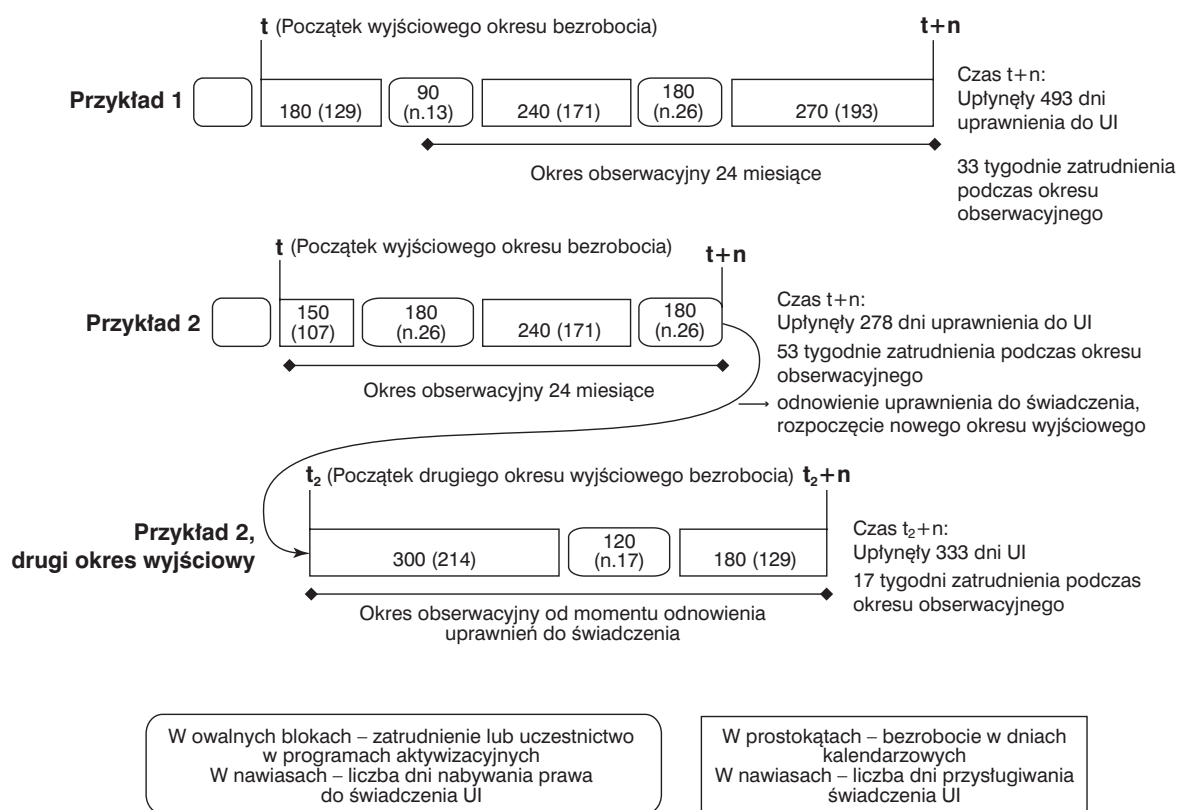 t (Początek wyjściowego okresu bezrobocia)
t+n
Przykład 1
180 (129)
90
(n.13)
240 (171)
180
(n.26)
270 (193)
Czas t+n:
Upłynęły 493 dni
uprawnienia do UI
Okres obserwacyjny 24 miesiące
33 tygodnie zatrudnienia
podczas okresu
obserwacyjnego
t (Początek wyjściowego okresu bezrobocia)
t+n
Przykład 2
150
(107)
180
(n.26)
240 (171)
180
(n.26)
Czas t+n:
Upłynęły 278 dni uprawnienia do UI
53 tygodnie zatrudnienia podczas okresu
obserwacyjnego
Okres obserwacyjny 24 miesiące
→ odnowienie uprawnienia do świadczenia,
rozpoczęcie nowego okresu wyjściowego
t₂ (Początek drugiego okresu wyjściowego bezrobocia) t₂+n
Przykład 2,
drugi okres wyjściowy
300 (214)
120
(n.17)
180 (129)
Czas t₂+n:
Upłynęły 333 dni UI
17 tygodni zatrudnienia podczas
okresu obserwacyjnego
Okres obserwacyjny od momentu odnowienia
uprawnień do świadczenia
W owalnych blokach – zatrudnienie lub uczestnictwo
w programach aktywizacyjnych
W nawiasach – liczba dni nabywania prawa
do świadczenia UI
W prostokątach – bezrobocie w dniach
kalendarzowych
W nawiasach – liczba dni przysługiwania
świadczenia UI